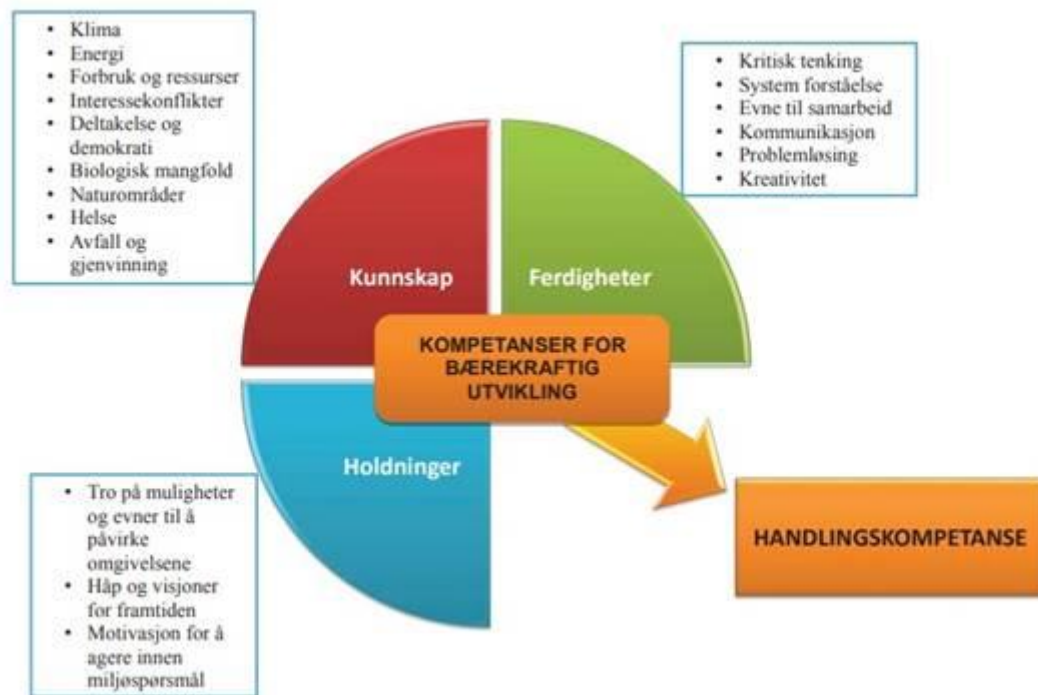 • Klima
• Energi
• Forbruk og ressurser
• Interessekonflikter
• Deltakelse og
demokrati
• Biologisk mangfold
• Naturområder
• Helse
• Avfall og
gjenvinning
• Kritisk tenking
• System forståelse
• Evne til samarbeid
• Kommunikasjon
• Problemløsing
• Kreativitet
Kunnskap
Ferdigheter
KOMPETANSER FOR
BÆREKRAFTIG
UTVIKLING
Holdninger
• Tro på muligheter
og evner til å
påvirke
omgivelsene
• Håp og visjoner
for framtiden
• Motivasjon for å
agere innen
miljøspørsmål
HANDLINGSKOMPETANSE